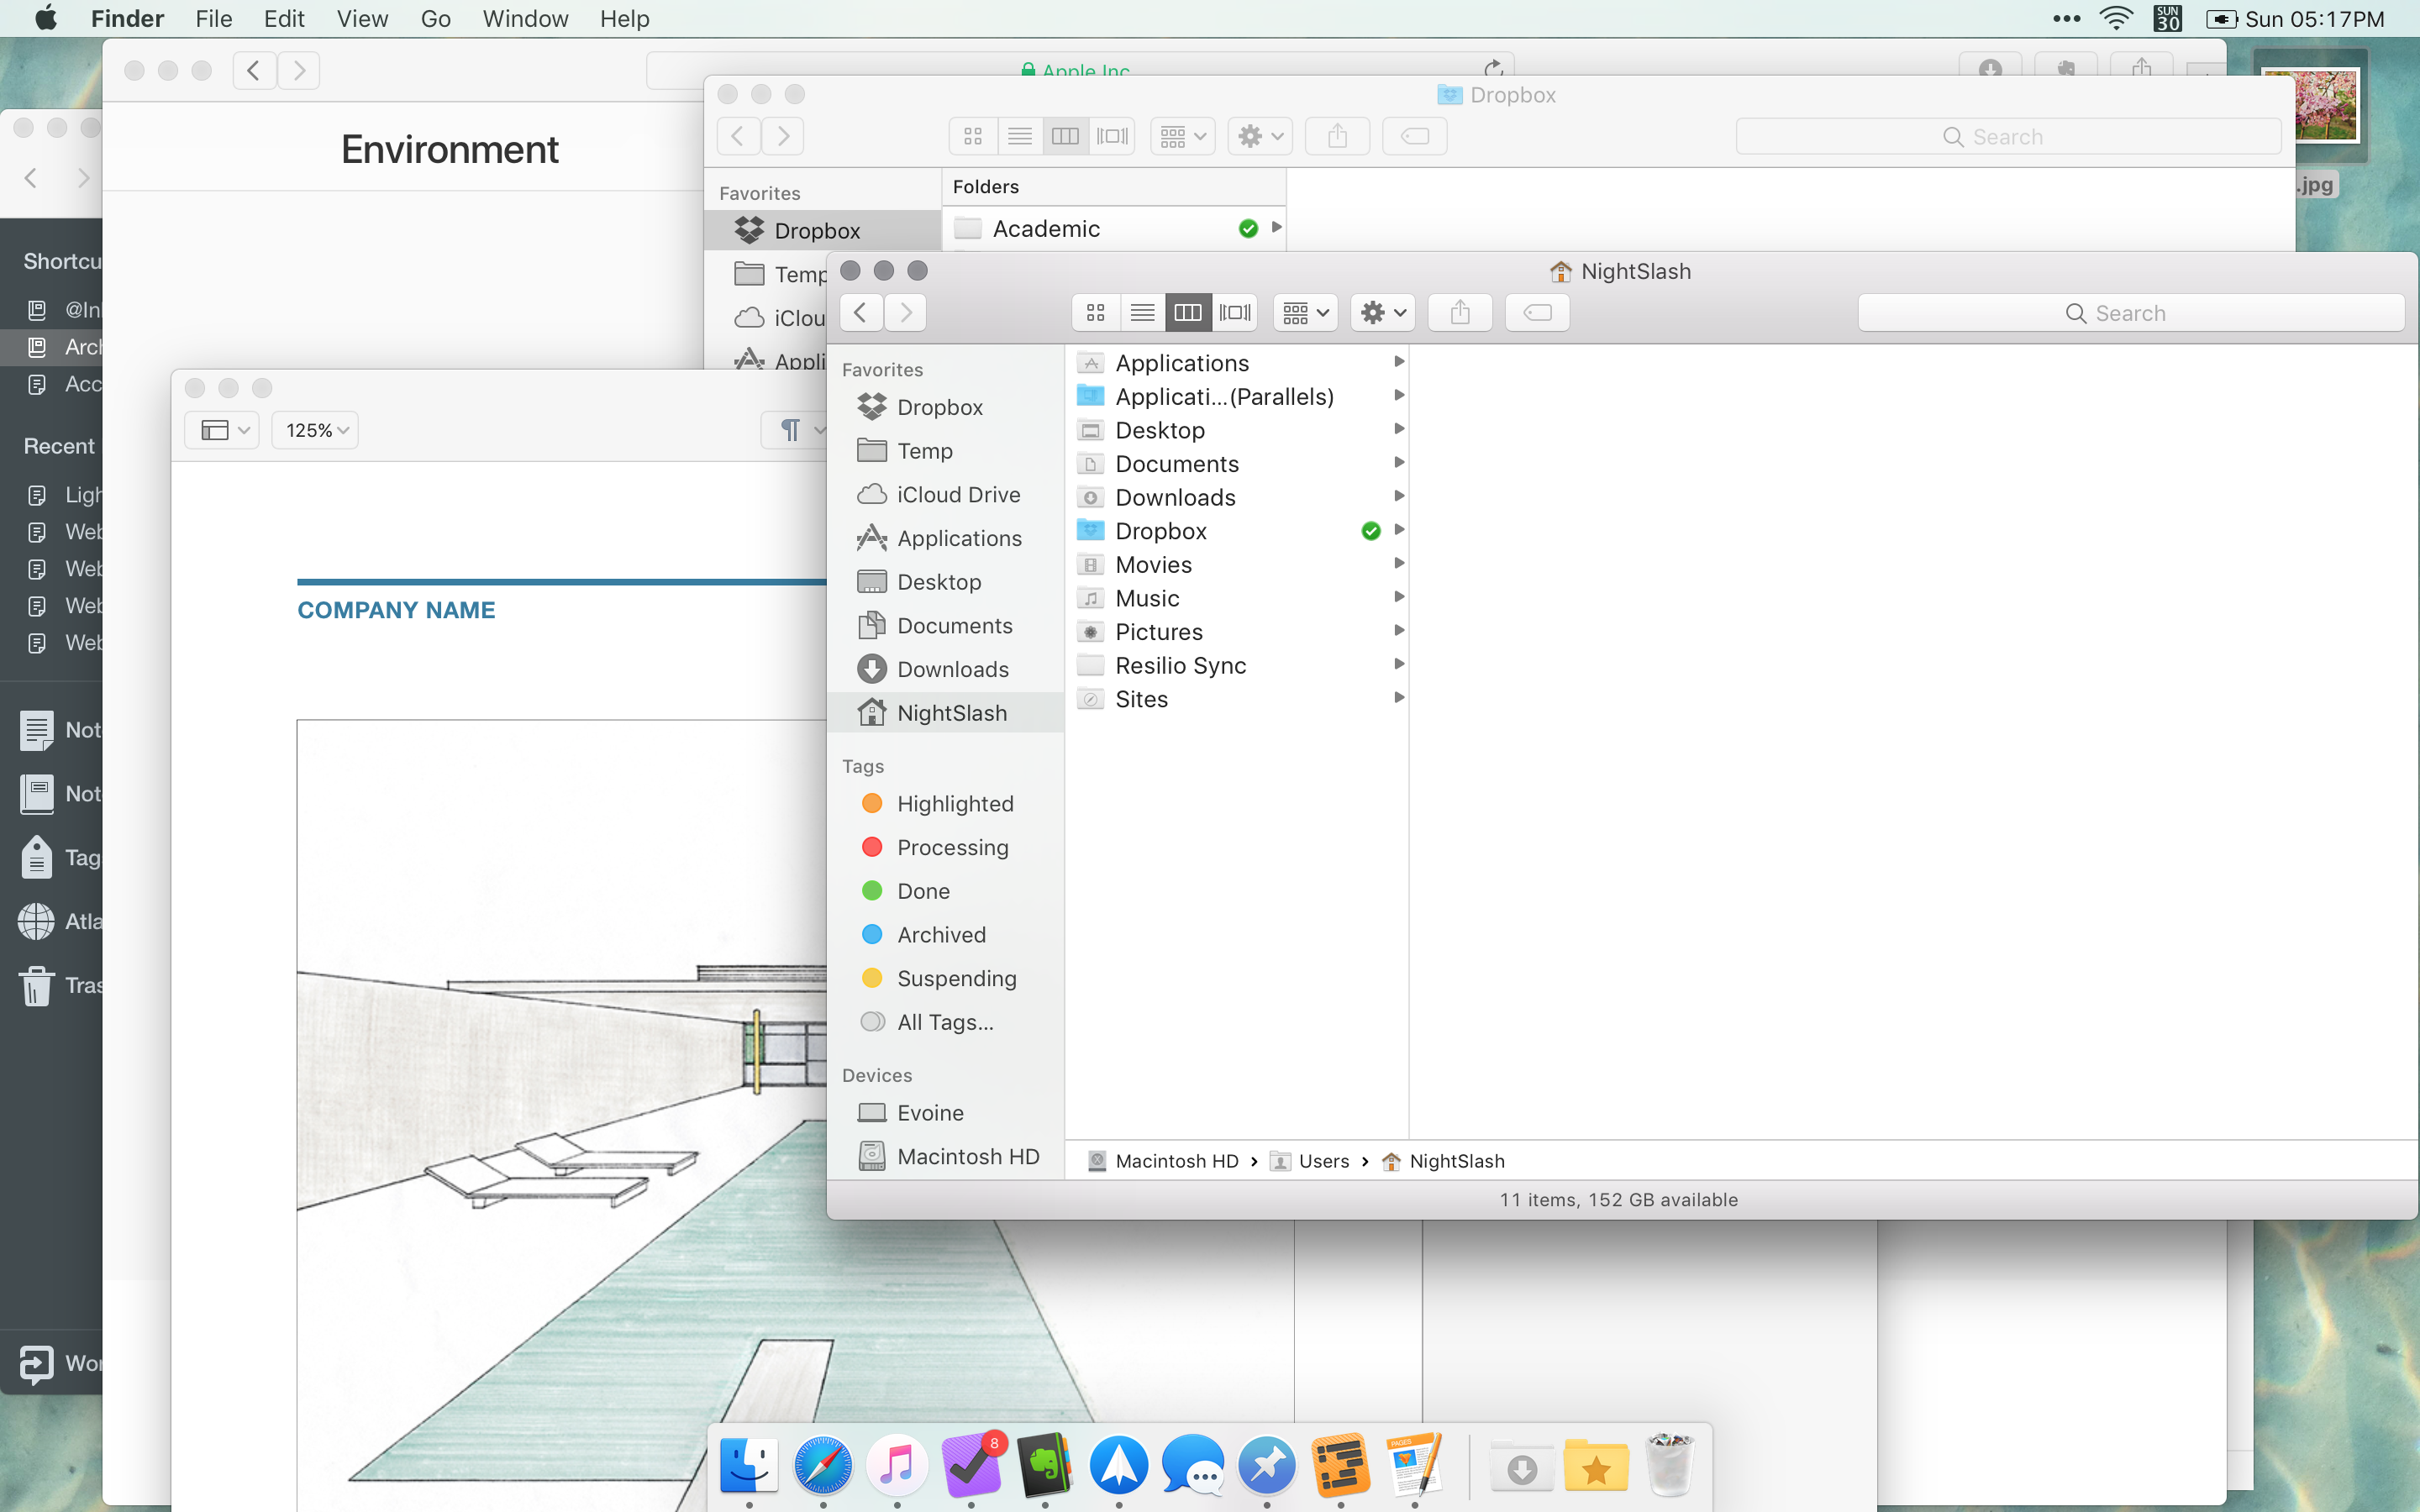 Finder File Edit View Go Window Help
SUN 30 Sun 05:17PM
Apple Inc
Environment
Dropbox
Search
.jpg
Favorites
Folders
Dropbox
Academic
Shortcu
@In
Arch
Acc
Recent
Ligh
Web
Web
Web
Web
Not
Not
Tag
Atla
Tras
Wor
Temp
iClou
Appli
125%
COMPANY NAME
NightSlash
Search
Favorites
Dropbox
Temp
iCloud Drive
Applications
Desktop
Documents
Downloads
NightSlash
Tags
Highlighted
Processing
Done
Archived
Suspending
All Tags...
Devices
Evoine
Macintosh HD
Applications
Applicati...(Parallels)
Desktop
Documents
Downloads
Dropbox
Movies
Music
Pictures
Resilio Sync
Sites
Macintosh HD › Users › NightSlash
11 items, 152 GB available
8
PAGES